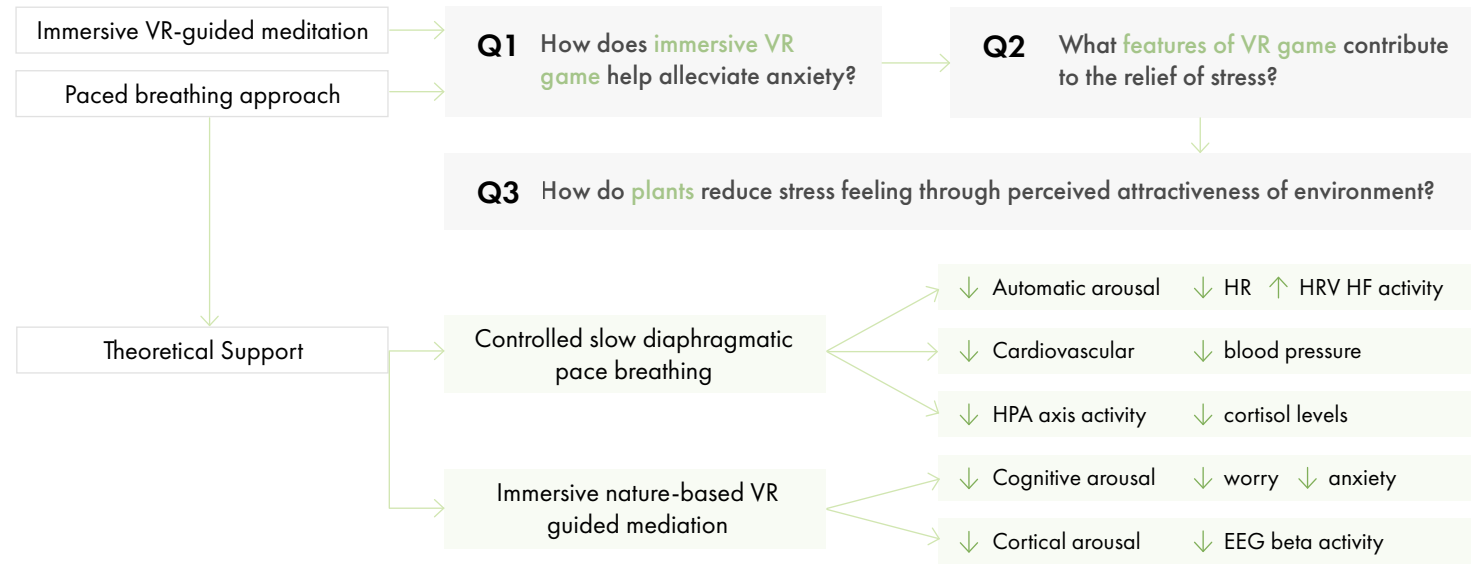 Immersive VR-guided meditation
Paced breathing approach
Q1 How does immersive VR
game help allecviate anxiety?
Q2 What features of VR game contribute
to the relief of stress?
Q3 How do plants reduce stress feeling through perceived attractiveness of environment?
Theoretical Support
Controlled slow diaphragmatic
pace breathing
↓ Automatic arousal ↓ HR ↑ HRV HF activity
↓ Cardiovascular ↓ blood pressure
↓ HPA axis activity ↓ cortisol levels
Immersive nature-based VR
guided mediation
↓ Cognitive arousal ↓ worry ↓ anxiety
↓ Cortical arousal ↓ EEG beta activity